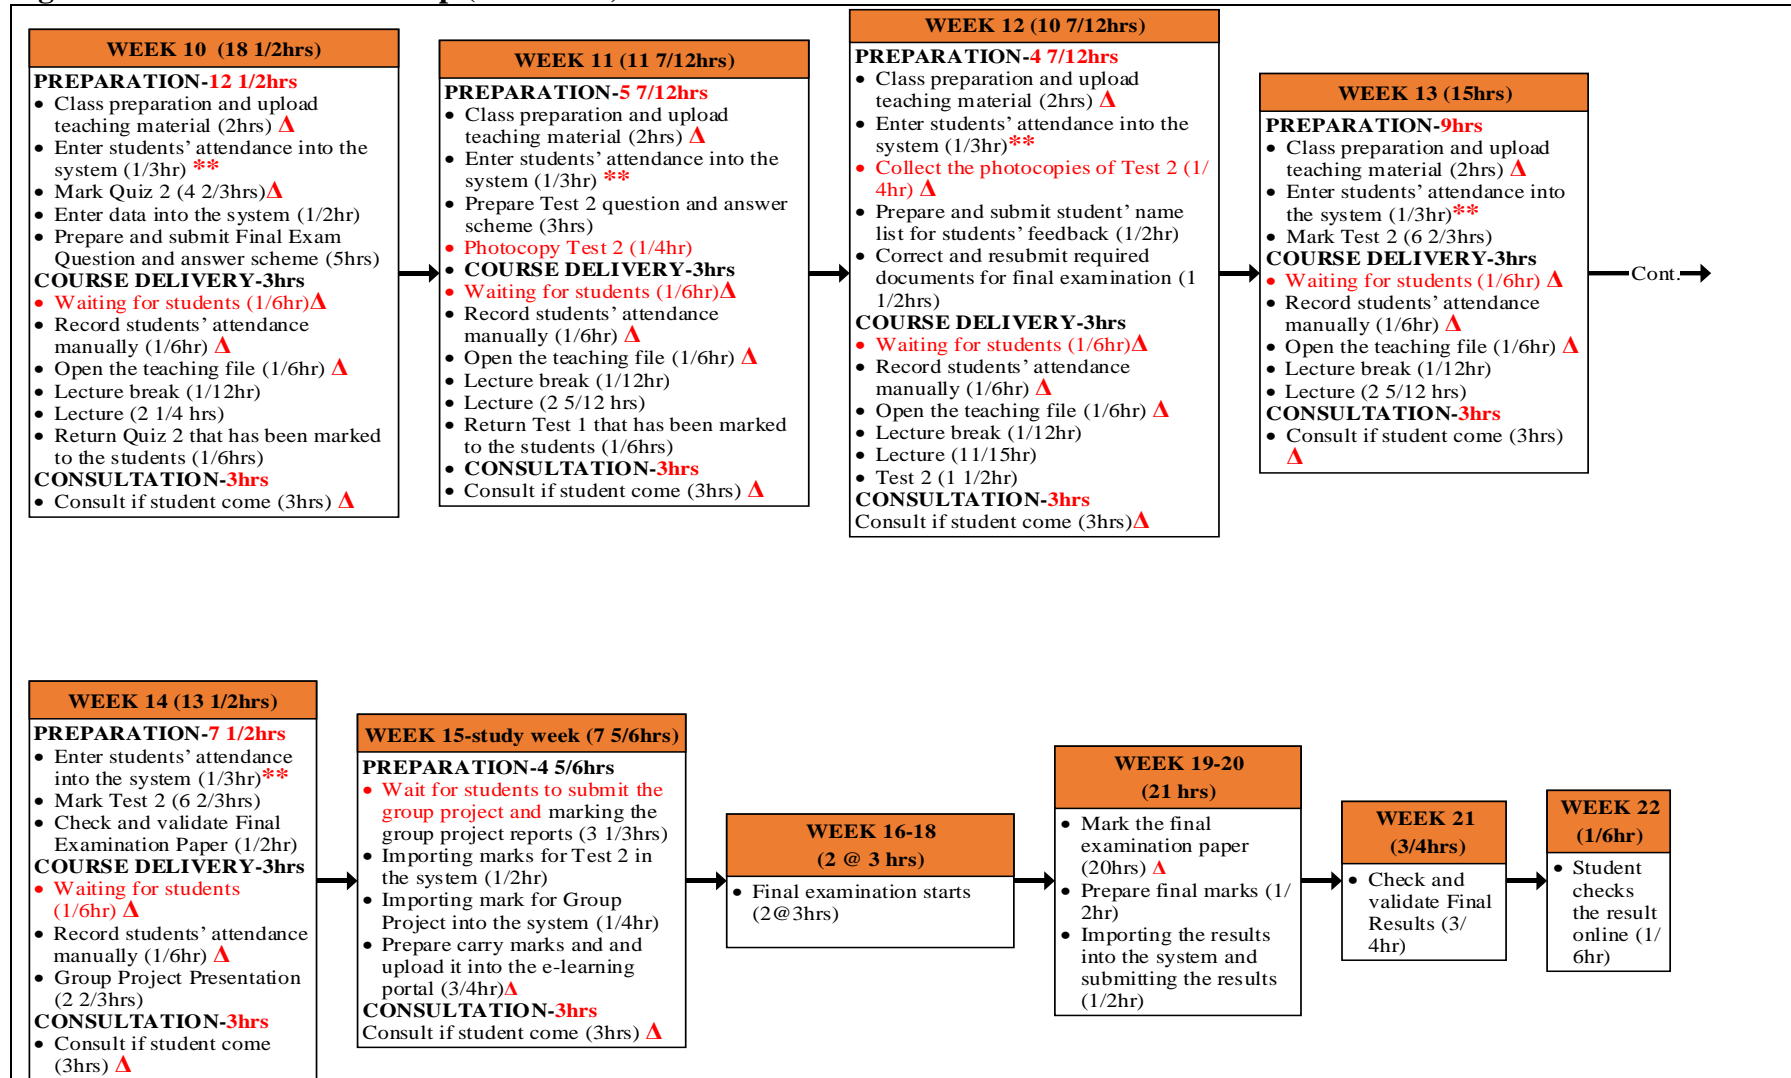 WEEK 10  (18 1/2hrs)
PREPARATION-12 1/2hrs
• Class preparation and upload
teaching material (2hrs) Δ
• Enter students' attendance into the
system (1/3hr) **
• Mark Quiz 2 (4 2/3hrs)Δ
• Enter data into the system (1/2hr)
• Prepare and submit Final Exam
Question and answer scheme (5hrs)
COURSE DELIVERY-3hrs
• Waiting for students (1/6hr)Δ
• Record students' attendance
manually (1/6hr) Δ
• Open the teaching file (1/6hr) Δ
• Lecture break (1/12hr)
• Lecture (2 1/4 hrs)
• Return Quiz 2 that has been marked
to the students (1/6hrs)
CONSULTATION-3hrs
• Consult if student come (3hrs) Δ
WEEK 11 (11 7/12hrs)
PREPARATION-5 7/12hrs
• Class preparation and upload
teaching material (2hrs) Δ
• Enter students' attendance into the
system (1/3hr) **
• Prepare Test 2 question and answer
scheme (3hrs)
• Photocopy Test 2 (1/4hr)
• COURSE DELIVERY-3hrs
• Waiting for students (1/6hr)Δ
• Record students' attendance
manually (1/6hr) Δ
• Open the teaching file (1/6hr) Δ
• Lecture break (1/12hr)
• Lecture (2 5/12 hrs)
• Return Test 1 that has been marked
to the students (1/6hrs)
• CONSULTATION-3hrs
• Consult if student come (3hrs) Δ
WEEK 12 (10 7/12hrs)
PREPARATION-4 7/12hrs
• Class preparation and upload
teaching material (2hrs) Δ
• Enter students' attendance into the
system (1/3hr)**
• Collect the photocopies of Test 2 (1/
4hr) Δ
• Prepare and submit student' name
list for students' feedback (1/2hr)
• Correct and resubmit required
documents for final examination (1
1/2hrs)
COURSE DELIVERY-3hrs
• Waiting for students (1/6hr)Δ
• Record students' attendance
manually (1/6hr) Δ
• Open the teaching file (1/6hr) Δ
• Lecture break (1/12hr)
• Lecture (11/15hr)
• Test 2 (1 1/2hr)
CONSULTATION-3hrs
Consult if student come (3hrs)Δ
WEEK 13 (15hrs)
PREPARATION-9hrs
• Class preparation and upload
teaching material (2hrs) Δ
• Enter students' attendance into
the system (1/3hr)**
• Mark Test 2 (6 2/3hrs)
COURSE DELIVERY-3hrs
• Waiting for students (1/6hr) Δ
• Record students' attendance
manually (1/6hr) Δ
• Open the teaching file (1/6hr) Δ
• Lecture break (1/12hr)
• Lecture (2 5/12 hrs)
CONSULTATION-3hrs
• Consult if student come (3hrs)
Δ
Cont.
WEEK 14 (13 1/2hrs)
PREPARATION-7 1/2hrs
• Enter students' attendance
into the system (1/3hr)**
• Mark Test 2 (6 2/3hrs)
• Check and validate Final
Examination Paper (1/2hr)
COURSE DELIVERY-3hrs
• Waiting for students
(1/6hr) Δ
• Record students' attendance
manually (1/6hr) Δ
• Group Project Presentation
(2 2/3hrs)
CONSULTATION-3hrs
• Consult if student come
(3hrs) Δ
WEEK 15-study week (7 5/6hrs)
PREPARATION-4 5/6hrs
• Wait for students to submit the
group project and marking the
group project reports (3 1/3hrs)
• Importing marks for Test 2 in
the system (1/2hr)
• Importing mark for Group
Project into the system (1/4hr)
• Prepare carry marks and and
upload it into the e-learning
portal (3/4hr)Δ
CONSULTATION-3hrs
Consult if student come (3hrs) Δ
WEEK 16-18
(2 @ 3 hrs)
• Final examination starts
(2@3hrs)
WEEK 19-20
(21 hrs)
• Mark the final
examination paper
(20hrs) Δ
• Prepare final marks (1/
2hr)
• Importing the results
into the system and
submitting the results
(1/2hr)
WEEK 21
(3/4hrs)
• Check and
validate Final
Results (3/
4hr)
WEEK 22
(1/6hr)
• Student
checks
the result
online (1/
6hr)